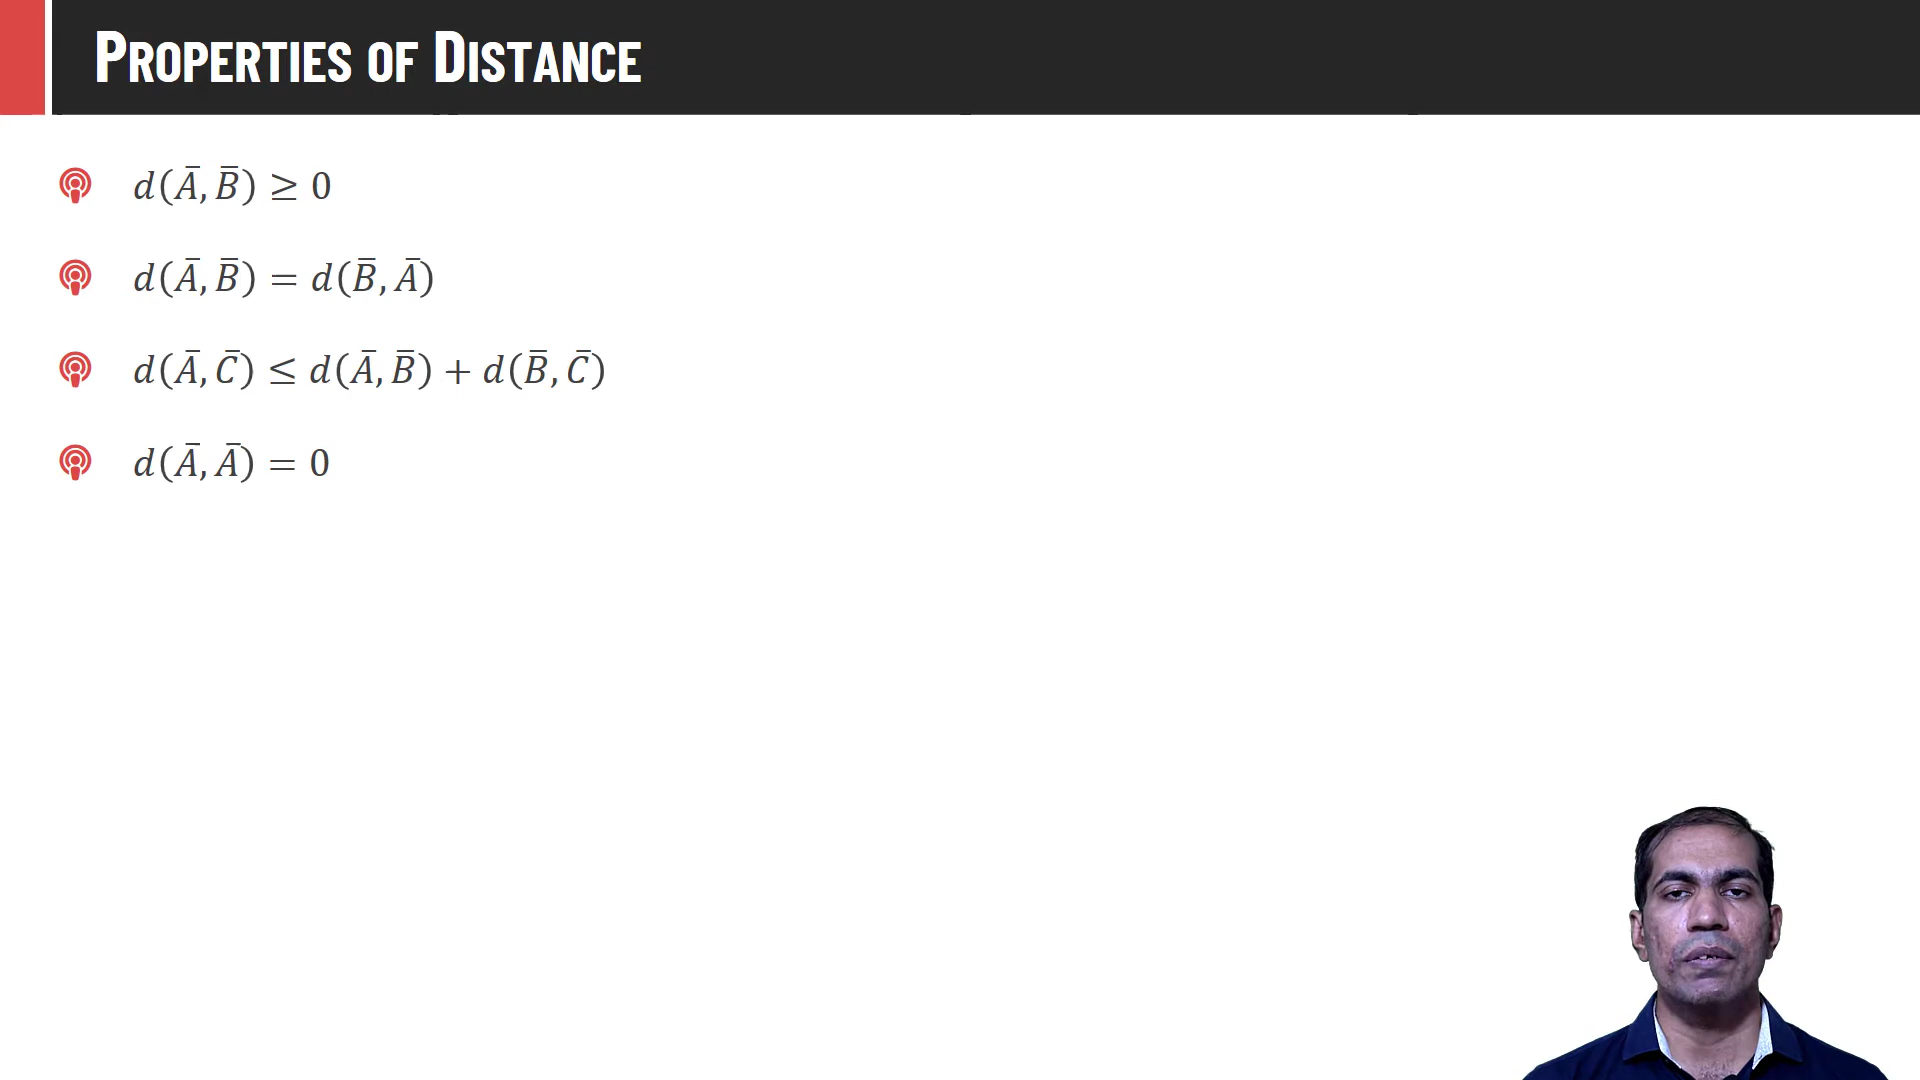 PROPERTIES OF DISTANCE
d(Ā, B̄) ≥ 0
d(Ā, B̄) = d(B̄, Ā)
d(Ā, C̄) ≤ d(Ā, B̄) + d(B̄, C̄)
d(Ā, Ā) = 0